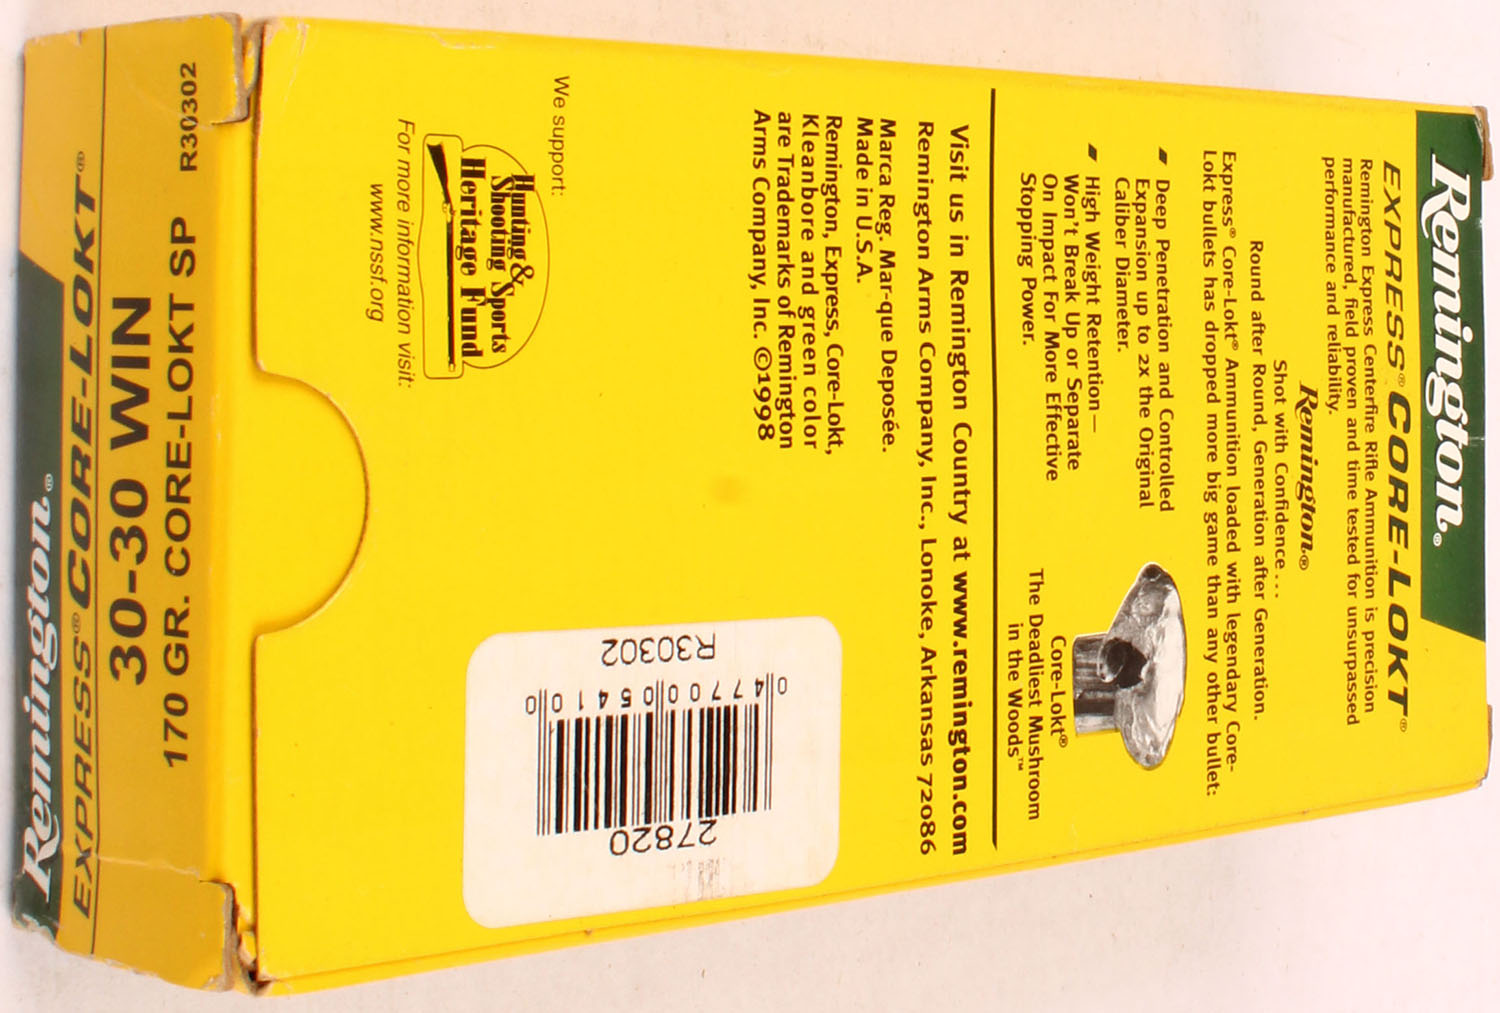 Remington®
EXPRESS® CORE-LOKT®
Remington Express Centerfire Rifle Ammunition is precision
manufactured, field proven and time tested for unsurpassed
performance and reliability.
Remington®
Shot with Confidence...
Round after Round, Generation after Generation.
Express® Core-Lokt® Ammunition loaded with legendary Core-
Lokt bullets has dropped more big game than any other bullet:
Deep Penetration and Controlled
Expansion up to 2x the Original
Caliber Diameter.
High Weight Retention—
Won't Break Up or Separate
On Impact For More Effective
Stopping Power.
Core-Lokt®
The Deadliest Mushroom
in the Woods™
Visit us in Remington Country at www.remington.com
Remington Arms Company, Inc., Lonoke, Arkansas 72086
Marca Reg. Mar-que Deposée.
Made in U.S.A.
Remington, Express, Core-Lokt,
Kleanbore and green color
are Trademarks of Remington
Arms Company, Inc. ©1998
We support:
Hunting &
Shooting Sports
Heritage Fund
For more information visit:
www.nssf.org
27820
0 47700 05410 0
R30302
R30302
170 GR. CORE-LOKT SP
30-30 WIN
EXPRESS® CORE-LOKT®
Remington®